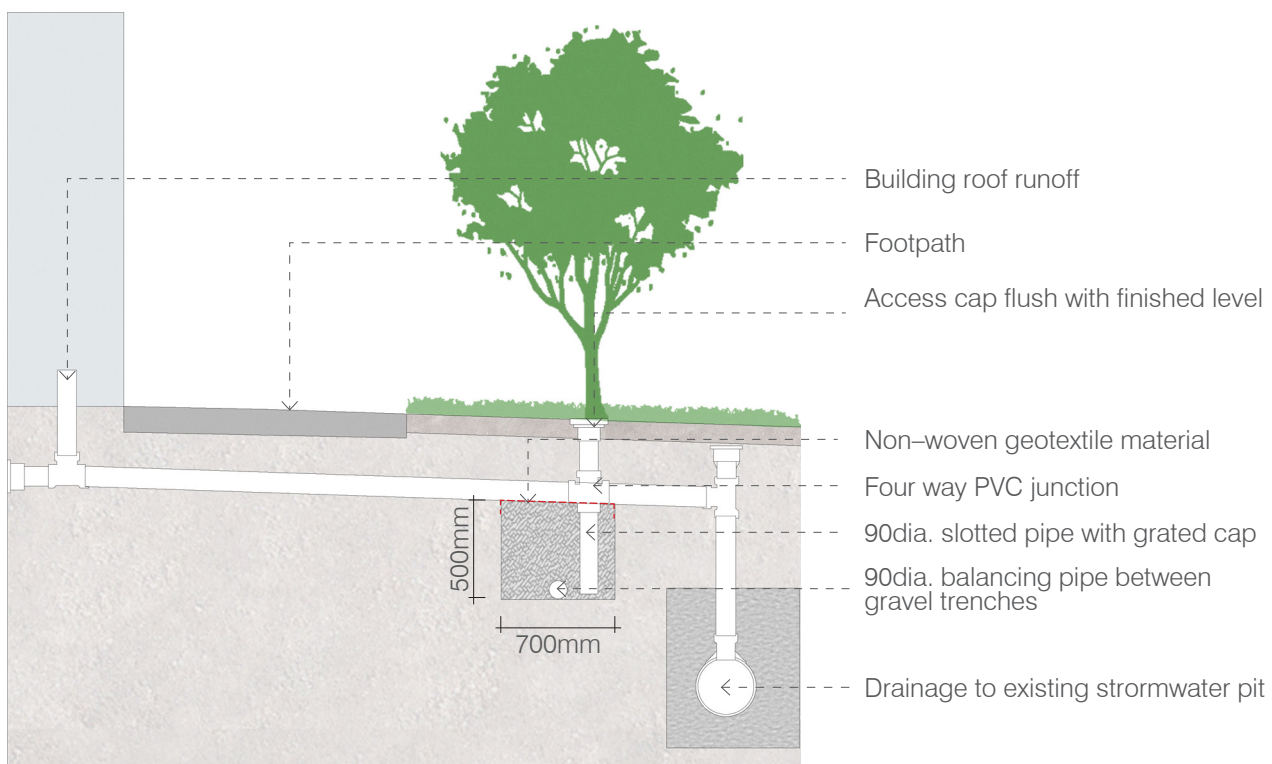 Building roof runoff
Footpath
Access cap flush with finished level
Non–woven geotextile material
Four way PVC junction
90dia. slotted pipe with grated cap
90dia. balancing pipe between
gravel trenches
500mm
700mm
Drainage to existing strormwater pit